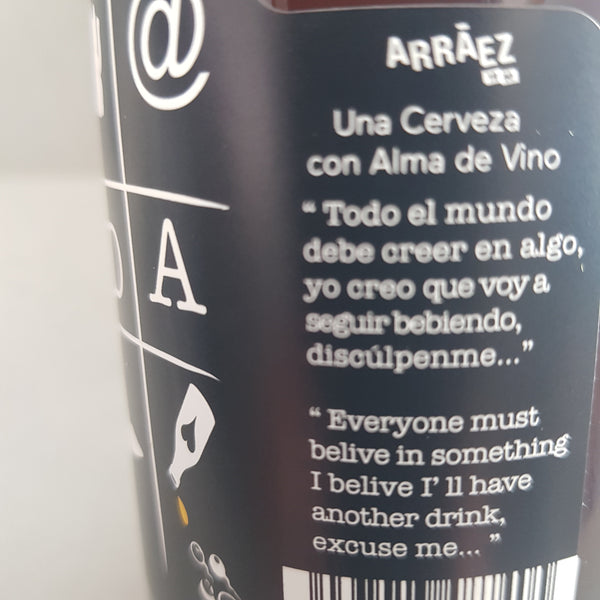 @
A
ARRÁEZ
Una Cerveza
con Alma de Vino
“ Todo el mundo
debe creer en algo,
yo creo que voy a
seguir bebiendo,
discúlpenme...”
“ Everyone must
belive in something
I belive I’ ll have
another drink,
excuse me... ”